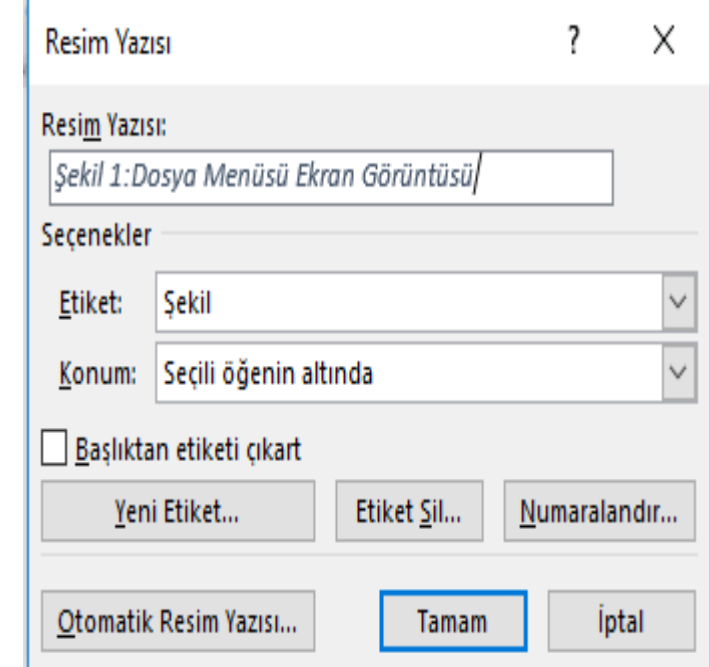 Resim Yazısı ? X
Resim Yazısı:
Şekil 1:Dosya Menüsü Ekran Görüntüsü
Seçenekler
Etiket: Şekil
Konum: Seçili öğenin altında
Başlıktan etiketi çıkart
Yeni Etiket... Etiket Sil... Numaralandır...
Otomatik Resim Yazısı... Tamam İptal